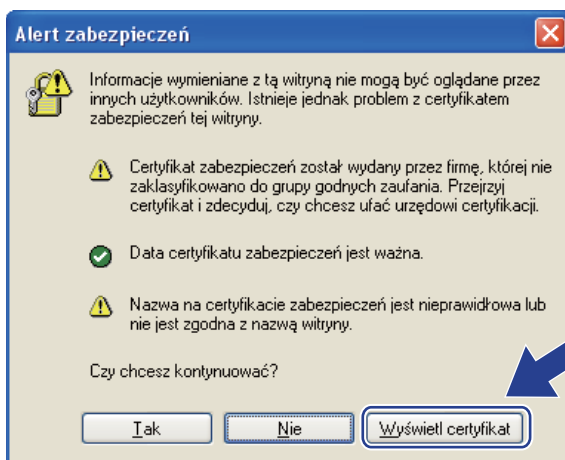 Alert zabezpieczeń
Informacje wymieniane z tą witryną nie mogą być oglądane przez
innych użytkowników. Istnieje jednak problem z certyfikatem
zabezpieczeń tej witryny.
Certyfikat zabezpieczeń został wydany przez firmę, której nie
zaklasyfikowano do grupy godnych zaufania. Przejrzyj
certyfikat i zdecyduj, czy chcesz ufać urzędowi certyfikacji.
Data certyfikatu zabezpieczeń jest ważna.
Nazwa na certyfikacie zabezpieczeń jest nieprawidłowa lub
nie jest zgodna z nazwą witryny.
Czy chcesz kontynuować?
Tak Nie Wyświetl certyfikat